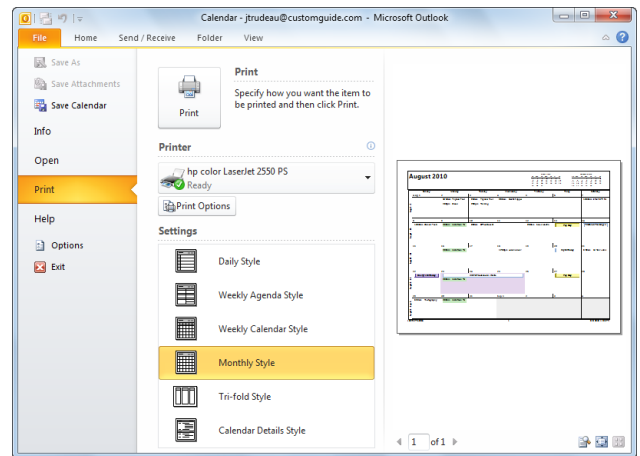 Calendar - jtrudeau@customguide.com - Microsoft Outlook
File Home Send / Receive Folder View
Save As
Save Attachments
Save Calendar
Info
Open
Print
Help
Options
Exit
Print
Print
Specify how you want the item to
be printed and then click Print.
Printer
hp color LaserJet 2550 PS
Ready
Print Options
Settings
Daily Style
Weekly Agenda Style
Weekly Calendar Style
Monthly Style
Tri-fold Style
Calendar Details Style
August 2010
1 of 1